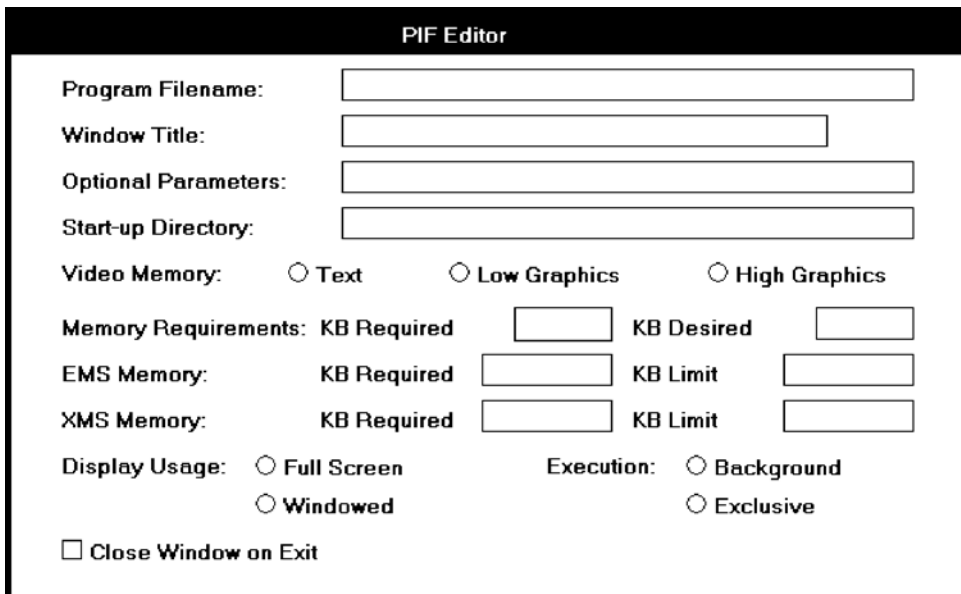 PIF Editor
Program Filename:
Window Title:
Optional Parameters:
Start-up Directory:
Video Memory: Text Low Graphics High Graphics
Memory Requirements: KB Required KB Desired
EMS Memory: KB Required KB Limit
XMS Memory: KB Required KB Limit
Display Usage: Full Screen Execution: Background
Windowed Exclusive
Close Window on Exit